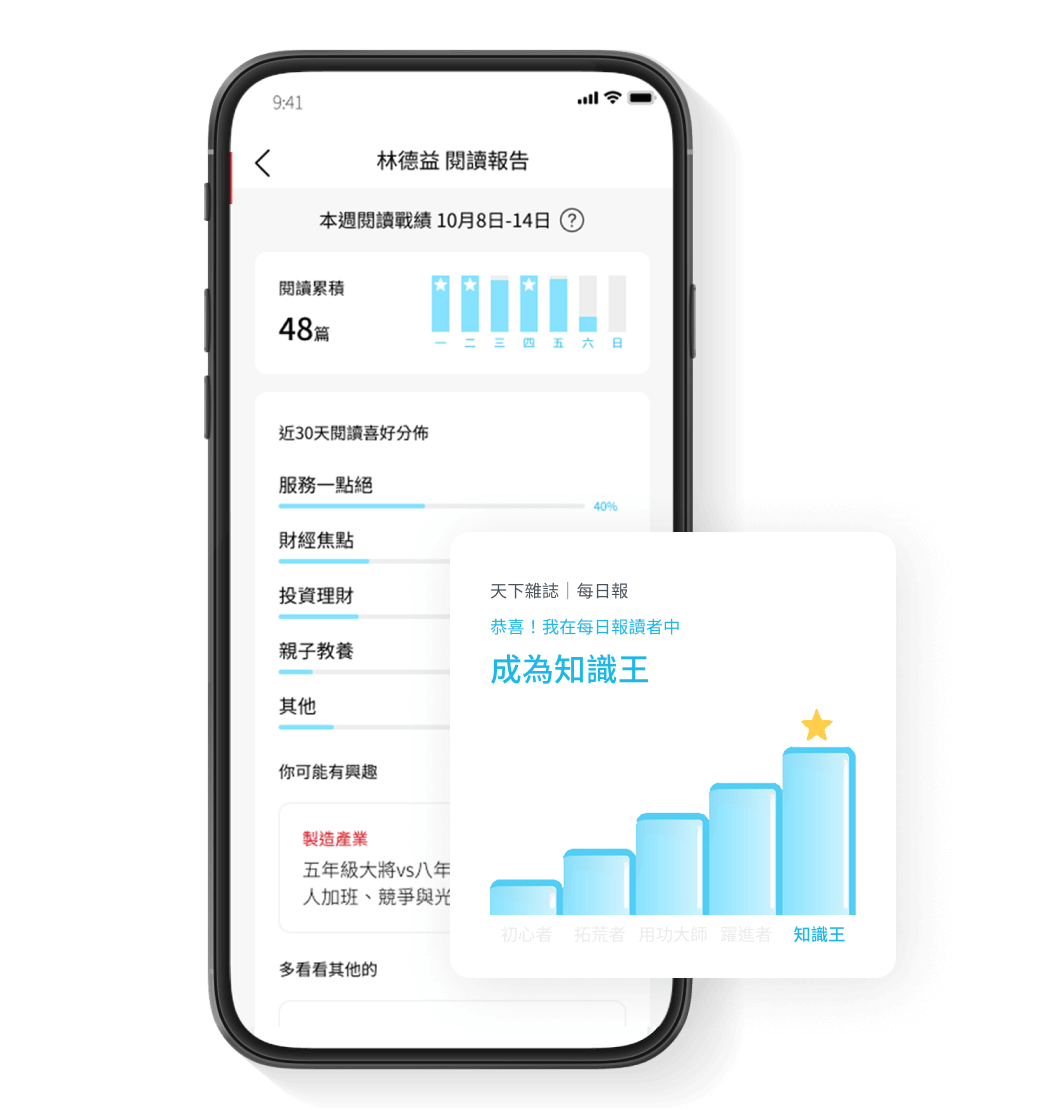 9:41
林德益 閱讀報告
本週閱讀戰績 10月8日-14日 ?
閱讀累積
48篇
一 二 三 四 五 六 日
近30天閱讀喜好分佈
服務一點絕
40%
財經焦點
投資理財
親子教養
其他
你可能有興趣
製造產業
五年級大將vs八年
人加班、競爭與光
多看看其他的
天下雜誌｜每日報
恭喜！我在每日報讀者中
成為知識王
初心者 拓荒者 用功大師 躍進者 知識王